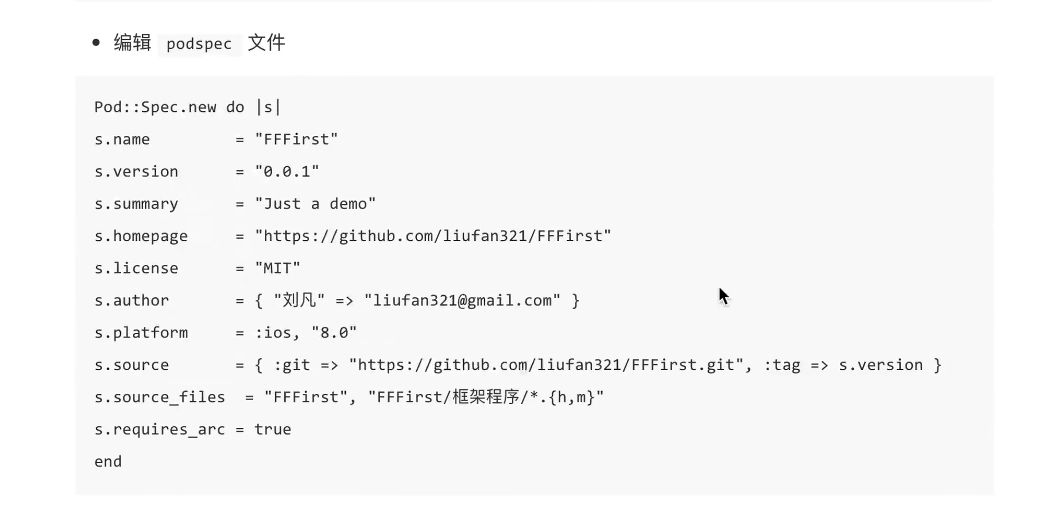 编辑 podspec 文件
Pod::Spec.new do |s|
s.name         = "FFFirst"
s.version      = "0.0.1"
s.summary      = "Just a demo"
s.homepage     = "https://github.com/liufan321/FFFirst"
s.license      = "MIT"
s.author       = { "刘凡" => "liufan321@gmail.com" }
s.platform     = :ios, "8.0"
s.source       = { :git => "https://github.com/liufan321/FFFirst.git", :tag => s.version }
s.source_files  = "FFFirst", "FFFirst/框架程序/*.{h,m}"
s.requires_arc = true
end